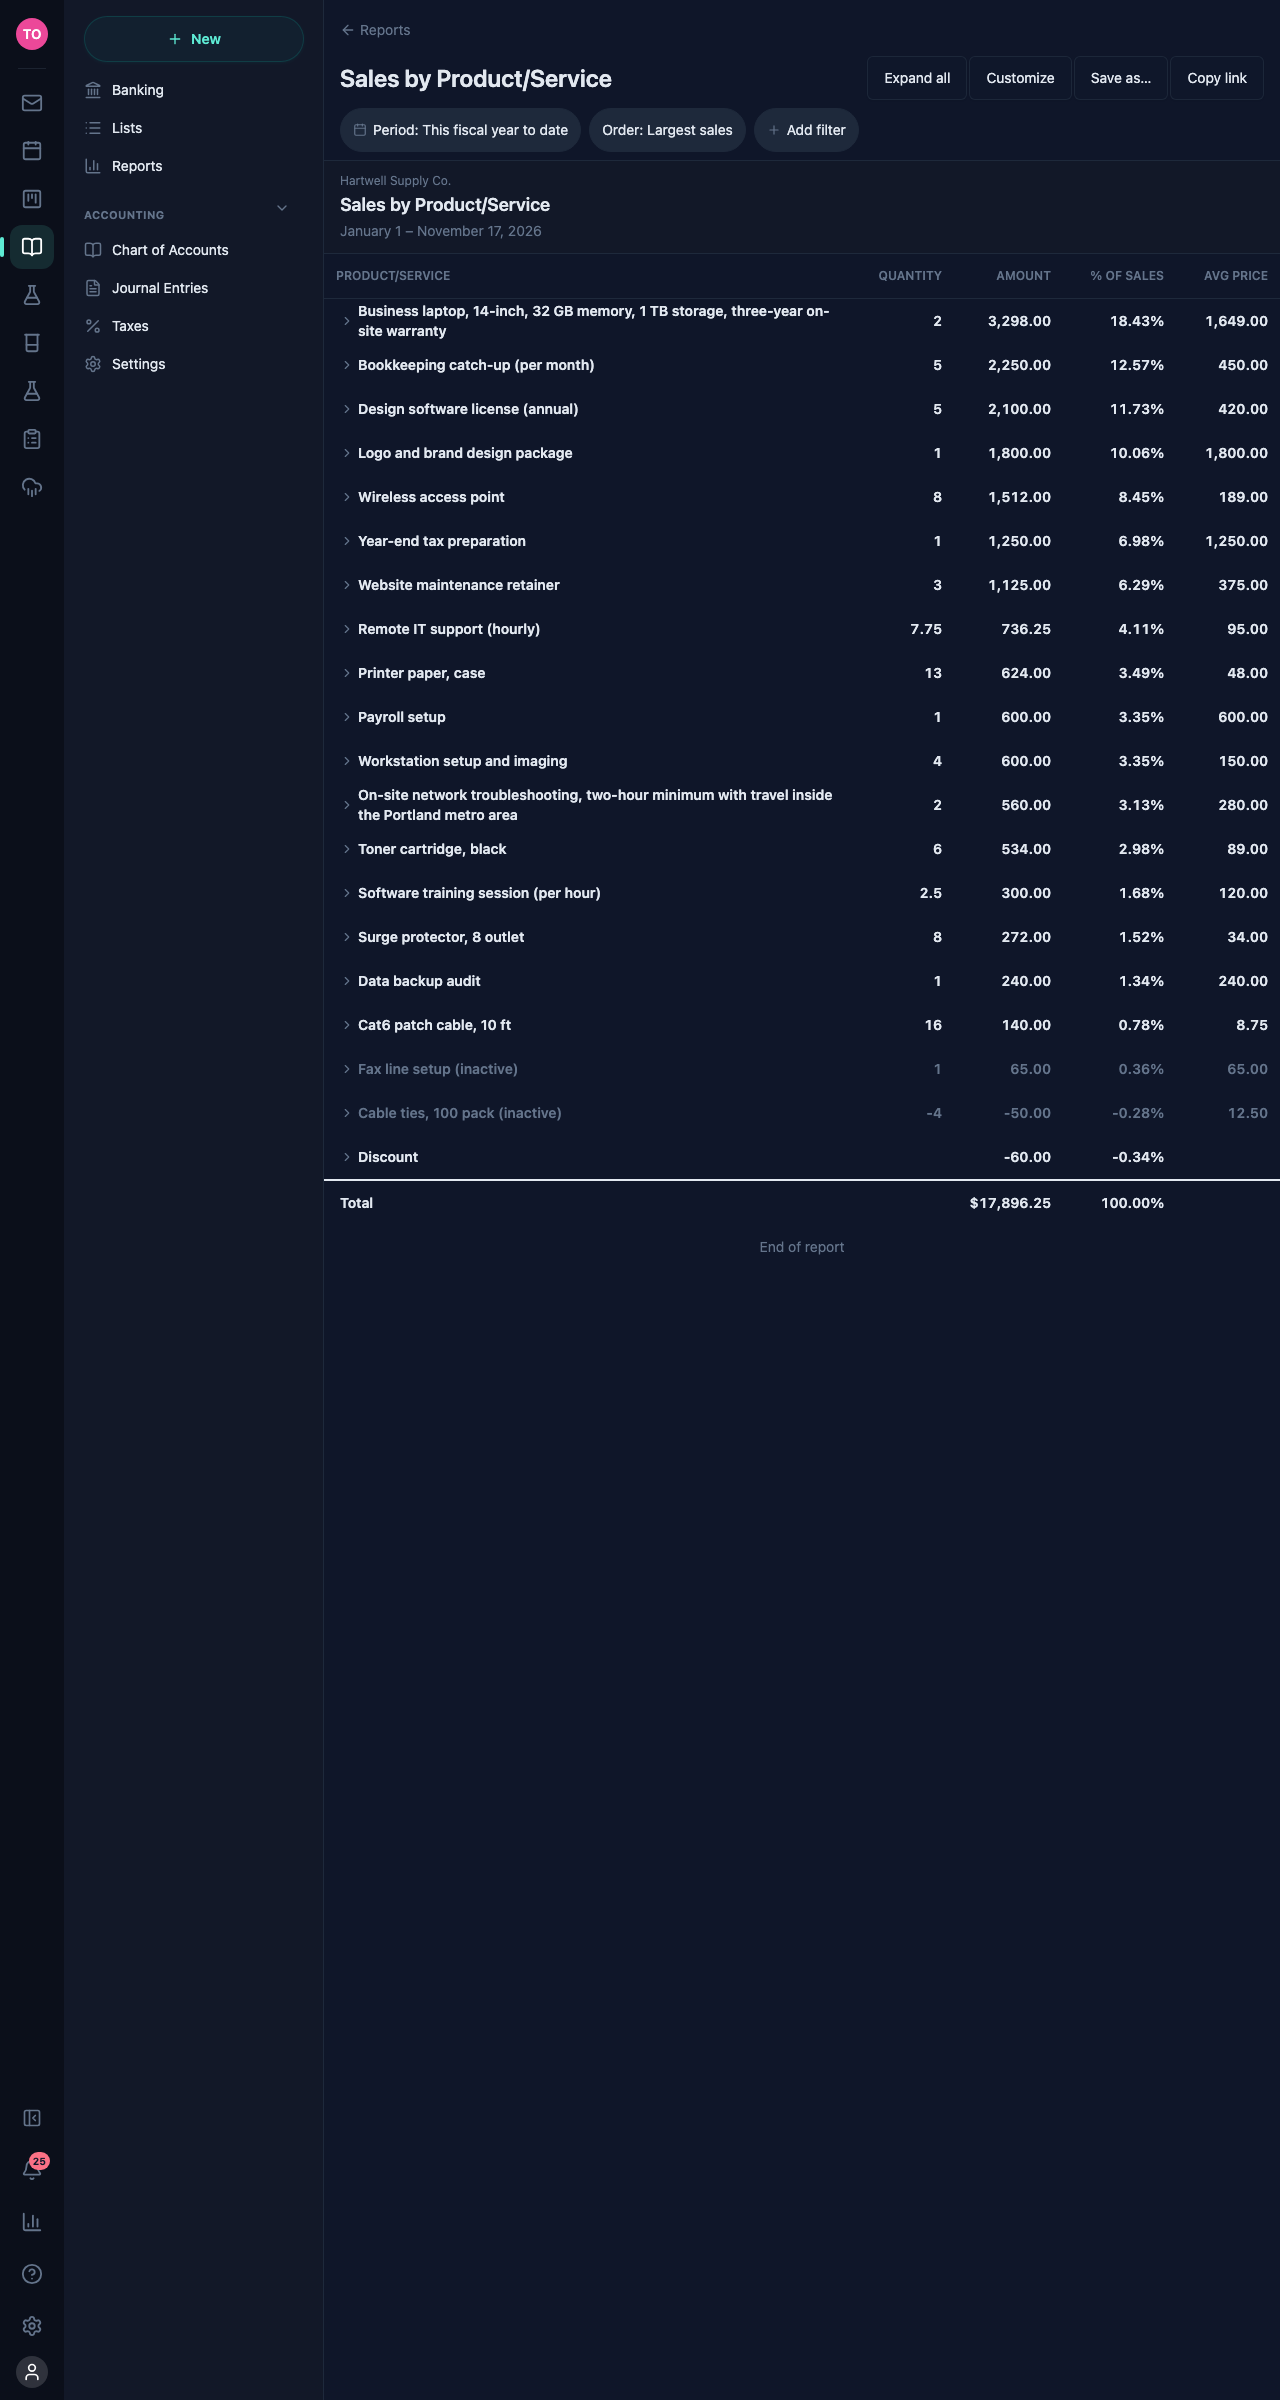 TO
New
Banking
Lists
Reports
ACCOUNTING
Chart of Accounts
Journal Entries
Taxes
Settings
25
Reports
Sales by Product/Service
Expand all
Customize
Save as...
Copy link
Period: This fiscal year to date
Order: Largest sales
Add filter
Hartwell Supply Co.
Sales by Product/Service
January 1 – November 17, 2026
PRODUCT/SERVICE QUANTITY AMOUNT % OF SALES AVG PRICE
Business laptop, 14-inch, 32 GB memory, 1 TB storage, three-year on-
site warranty 2 3,298.00 18.43% 1,649.00
Bookkeeping catch-up (per month) 5 2,250.00 12.57% 450.00
Design software license (annual) 5 2,100.00 11.73% 420.00
Logo and brand design package 1 1,800.00 10.06% 1,800.00
Wireless access point 8 1,512.00 8.45% 189.00
Year-end tax preparation 1 1,250.00 6.98% 1,250.00
Website maintenance retainer 3 1,125.00 6.29% 375.00
Remote IT support (hourly) 7.75 736.25 4.11% 95.00
Printer paper, case 13 624.00 3.49% 48.00
Payroll setup 1 600.00 3.35% 600.00
Workstation setup and imaging 4 600.00 3.35% 150.00
On-site network troubleshooting, two-hour minimum with travel inside
the Portland metro area 2 560.00 3.13% 280.00
Toner cartridge, black 6 534.00 2.98% 89.00
Software training session (per hour) 2.5 300.00 1.68% 120.00
Surge protector, 8 outlet 8 272.00 1.52% 34.00
Data backup audit 1 240.00 1.34% 240.00
Cat6 patch cable, 10 ft 16 140.00 0.78% 8.75
Fax line setup (inactive) 1 65.00 0.36% 65.00
Cable ties, 100 pack (inactive) -4 -50.00 -0.28% 12.50
Discount -60.00 -0.34%
Total $17,896.25 100.00%
End of report